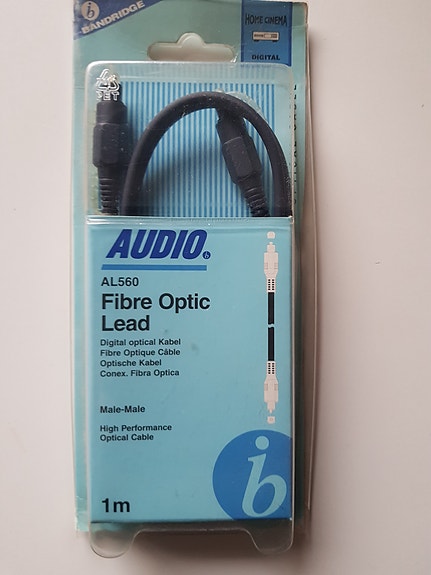 b BANDRIDGE
HOME CINEMA
DIGITAL
AUDIO b
AL560
Fibre Optic
Lead
Digital optical Kabel
Fibre Optique Câble
Optische Kabel
Conex. Fibra Optica
Male-Male
High Performance
Optical Cable
1m
b